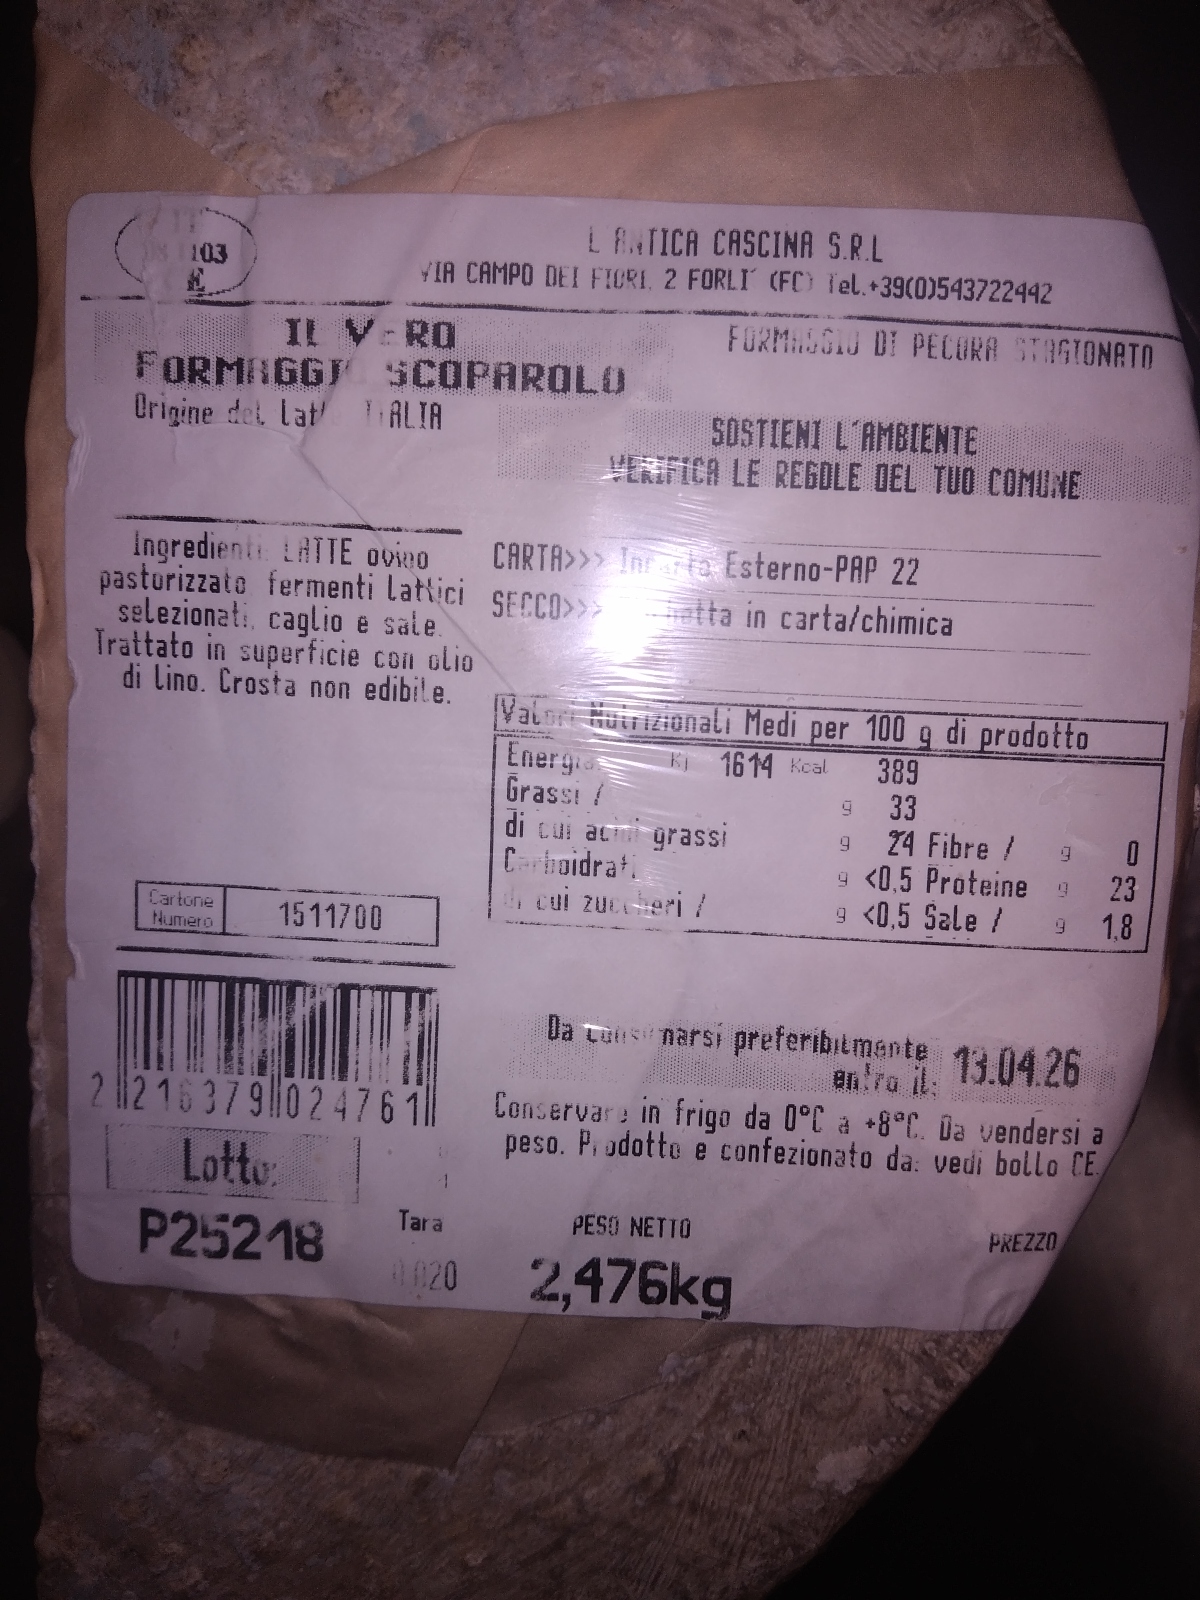 IT
1103
E
L'ANTICA CASCINA S.R.L
VIA CAMPO DEI FIORI, 2 FORLI' (FC) Tel.+39(0)543722442
IL VERO
FORMAGGIO SCOPAROLO
FORMAGGIO DI PECORA STAGIONATO
Origine del latte ITALIA
SOSTIENI L'AMBIENTE
VERIFICA LE REGOLE DEL TUO COMUNE
Ingredienti: LATTE ovino
pastorizzato fermenti lattici
selezionati, caglio e sale.
Trattato in superficie con olio
di lino. Crosta non edibile.
CARTA>>> Incarto Esterno-PAP 22
SECCO>>> in carta/chimica
Valori Nutrizionali Medi per 100 g di prodotto
Energia Kj 1614 Kcal 389
Grassi / g 33
di cui acidi grassi g 24 Fibre / g 0
Carboidrati g <0,5 Proteine g 23
di cui zuccheri / g <0,5 Sale / g 1,8
Cartone
Numero
1511700
2 216379 024761
Da consumarsi preferibilmente
entro il: 13.04.26
Conservare in frigo da 0°C a +8°C. Da vendersi a
peso. Prodotto e confezionato da: vedi bollo CE.
Lotto:
P25218
Tara
0.020
PESO NETTO
2,476kg
PREZZO